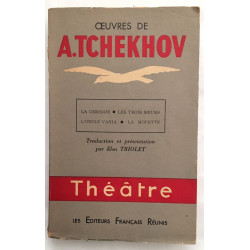 ŒUVRES DE
A.TCHEKHOV
LA CERISAIE ● LES TROIS SŒURS
L'ONCLE VANIA ● LA MOUETTE
Traduction et présentation
par Elsa TRIOLET
Théâtre
LES EDITEURS FRANÇAIS RÉUNIS